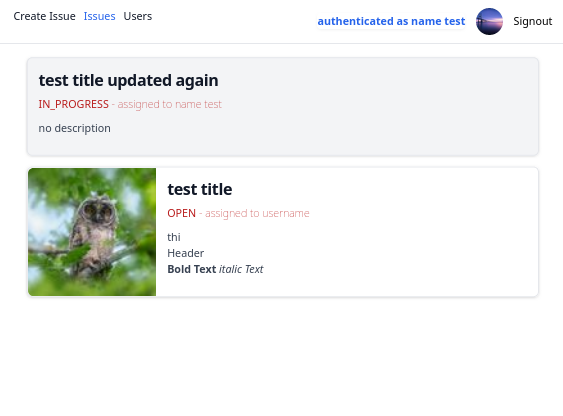 Create Issue Issues Users authenticated as name test Signout
test title updated again
IN_PROGRESS - assigned to name test
no description
test title
OPEN - assigned to username
thi
Header
Bold Text italic Text